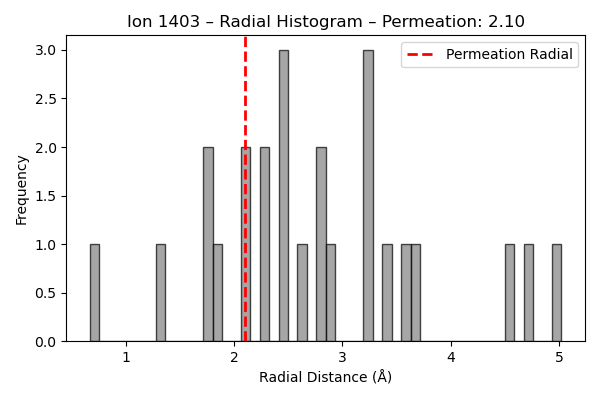 Ion 1403 – Radial Histogram – Permeation: 2.10
Permeation Radial
3.0
2.5
2.0
1.5
1.0
0.5
0.0
Frequency
1 2 3 4 5
Radial Distance (Å)